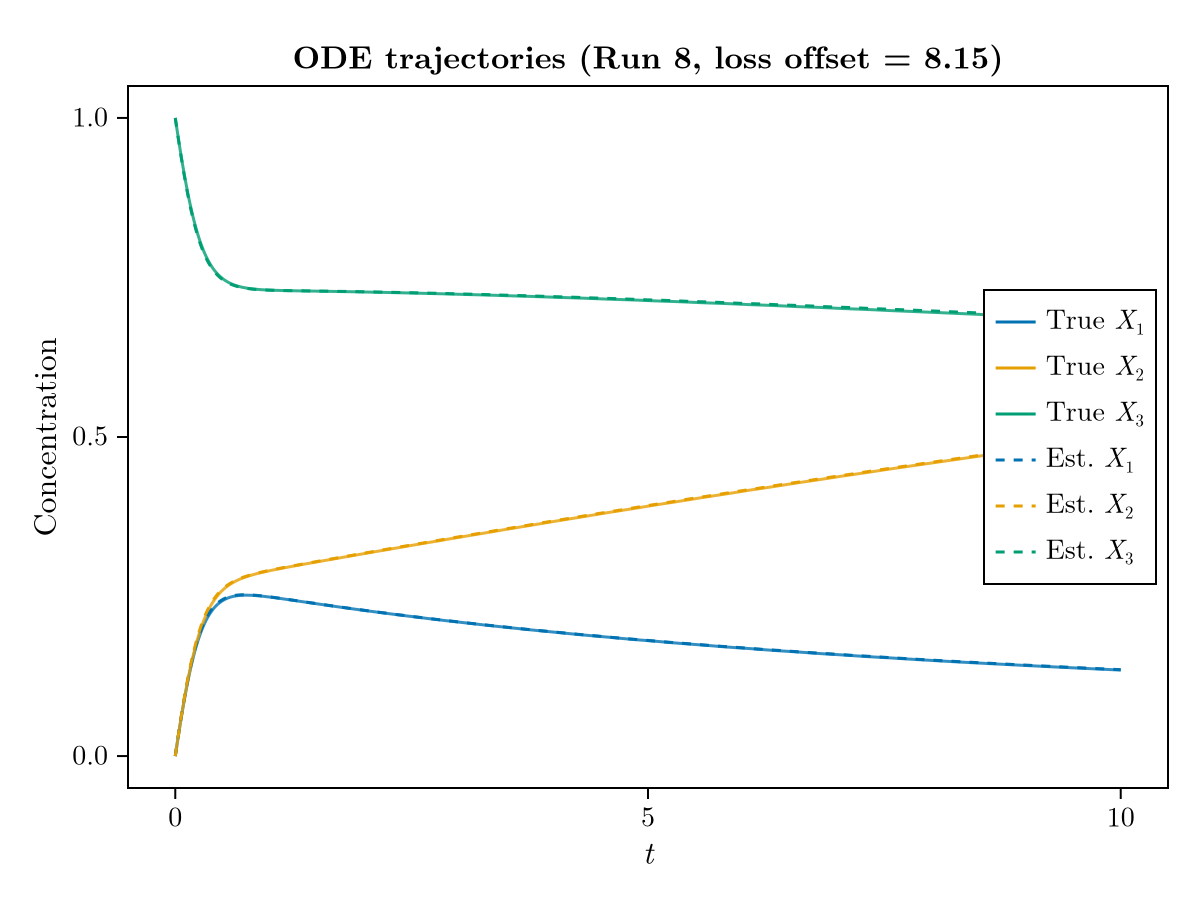 ODE trajectories (Run 8, loss offset = 8.15)
Concentration
1.0
0.5
0.0
0
5
10
t
True X₁
True X₂
True X₃
Est. X₁
Est. X₂
Est. X₃